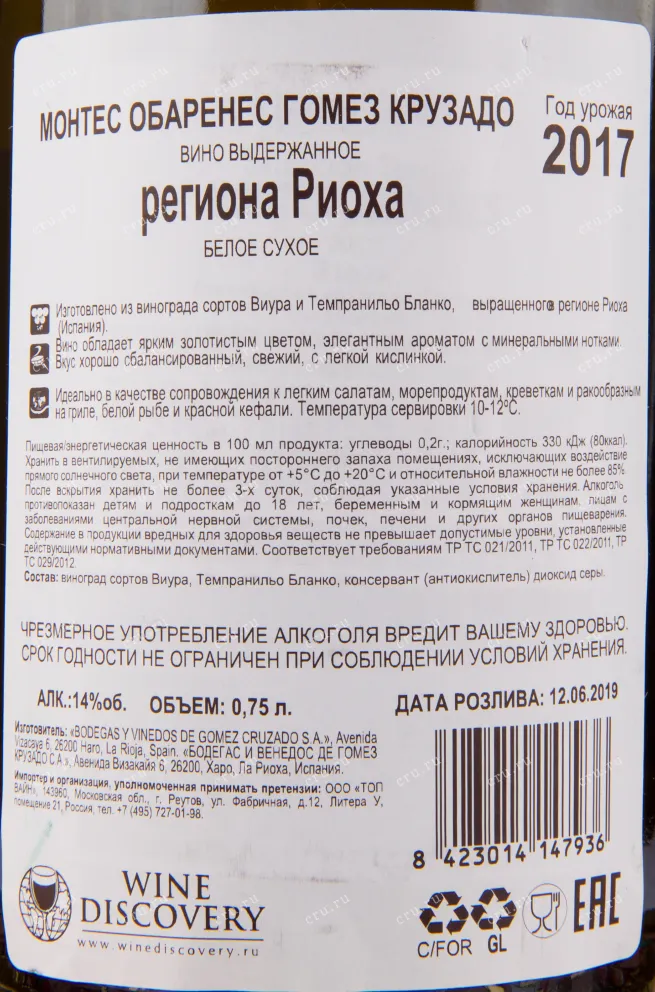 МОНТЕС ОБАРЕНЕС ГОМЕЗ КРУЗАДО
Год урожая
2017
ВИНО ВЫДЕРЖАННОЕ
региона Риоха
БЕЛОЕ СУХОЕ
Изготовлено из винограда сортов Виура и Темпранильо Бланко, выращенного в регионе Риоха
(Испания).
Вино обладает ярким золотистым цветом, элегантным ароматом с минеральными нотками.
Вкус хорошо сбалансированный, свежий, с легкой кислинкой.
Идеально в качестве сопровождения к легким салатам, морепродуктам, креветкам и ракообразным
на гриле, белой рыбе и красной кефали. Температура сервировки 10-12ºС.
Пищевая/энергетическая ценность в 100 мл продукта: углеводы 0,2г.; калорийность 330 кДж (80ккал).
Хранить в вентилируемых, не имеющих постороннего запаха помещениях, исключающих воздействие
прямого солнечного света, при температуре от +5°С до +20°С и относительной влажности не более 85%.
После вскрытия хранить не более 3-х суток, соблюдая указанные условия хранения. Алкоголь
противопоказан детям и подросткам до 18 лет, беременным и кормящим женщинам, лицам с
заболеваниями центральной нервной системы, почек, печени и других органов пищеварения.
Содержание в продукции вредных для здоровья веществ не превышает допустимые уровни, установленные
действующими нормативными документами. Соответствует требованиям ТР ТС 021/2011, ТР ТС 022/2011, ТР
ТС 029/2012
Состав: виноград сортов Виура, Темпранильо Бланко, консервант (антиокислитель) диоксид серы.
ЧРЕЗМЕРНОЕ УПОТРЕБЛЕНИЕ АЛКОГОЛЯ ВРЕДИТ ВАШЕМУ ЗДОРОВЬЮ.
СРОК ГОДНОСТИ НЕ ОГРАНИЧЕН ПРИ СОБЛЮДЕНИИ УСЛОВИЙ ХРАНЕНИЯ.
АЛК.:14%об. ОБЪЕМ: 0,75 л. ДАТА РОЗЛИВА: 12.06.2019
Изготовитель: «BODEGAS Y VINEDOS DE GOMEZ CRUZADO S.A.», Avenida
Vizcaya 6, 26200 Haro, La Rioja, Spain. «БОДЕГАС И ВЕНЕДОС ДЕ ГОМЕЗ
КРУЗАДО С.А.», Авенида Визакайя 6, 26200, Харо, Ла Риоха, Испания.
Импортер и организация, уполномоченная принимать претензии: ООО «ТОП
ВАЙН», 143960, Московская обл., г. Реутов, ул. Фабричная, д.12, Литера У,
помещение 21, Россия, тел. +7 (495) 727-01-98.
8 423014 147936
WINE
DISCOVERY
www.winediscovery.ru
C/FOR GL
EAC